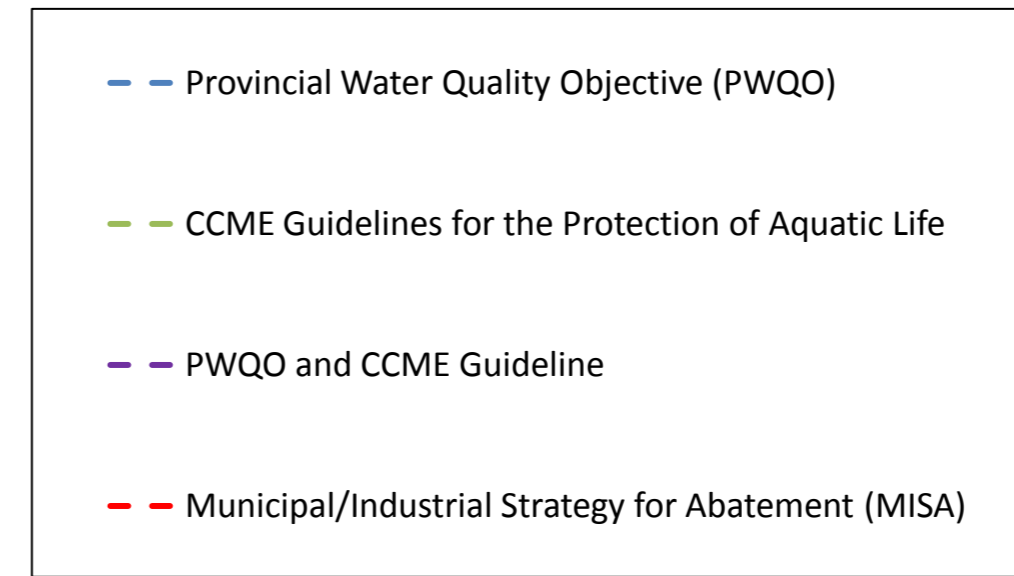 Provincial Water Quality Objective (PWQO)
CCME Guidelines for the Protection of Aquatic Life
PWQO and CCME Guideline
Municipal/Industrial Strategy for Abatement (MISA)